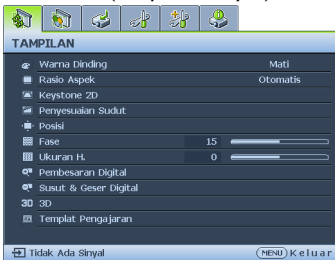 TAMPILAN
Warna Dinding Mati
Rasio Aspek Otomatis
Keystone 2D
Penyesuaian Sudut
Posisi
Fase 15
Ukuran H. 0
Pembesaran Digital
Susut & Geser Digital
3D 3D
Templat Pengajaran
Tidak Ada Sinyal MENU Keluar